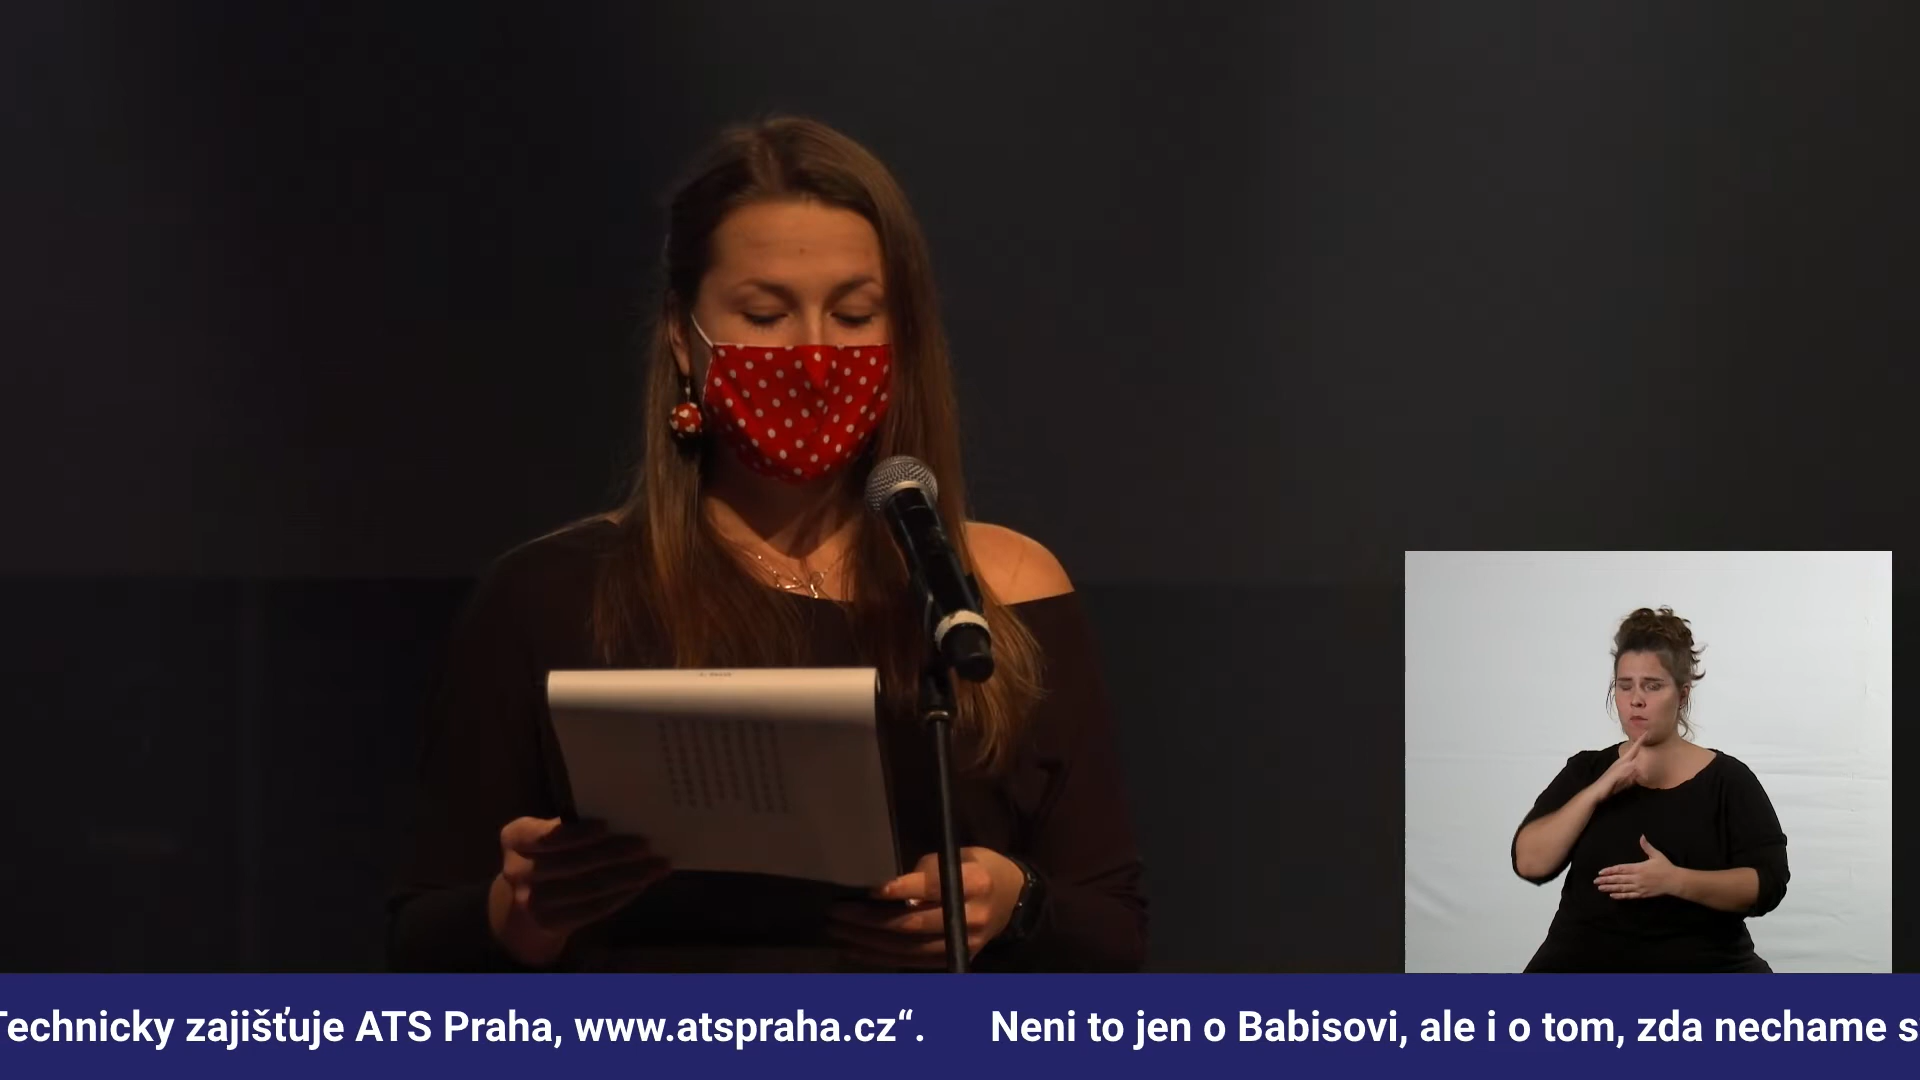 Technicky zajišťuje ATS Praha, www.atspraha.cz“. Neni to jen o Babisovi, ale i o tom, zda nechame s